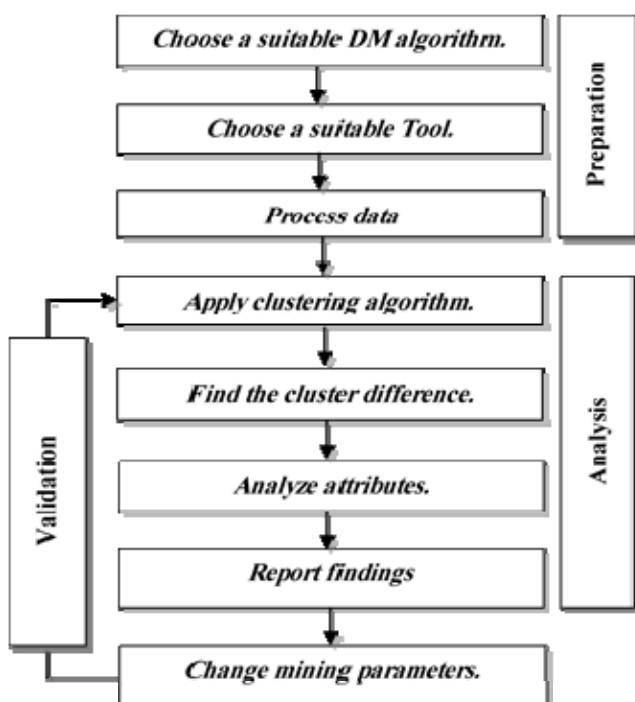 Choose a suitable DM algorithm.
Choose a suitable Tool.
Process data
Preparation
Apply clustering algorithm.
Find the cluster difference.
Analyze attributes.
Report findings
Analysis
Change mining parameters.
Validation